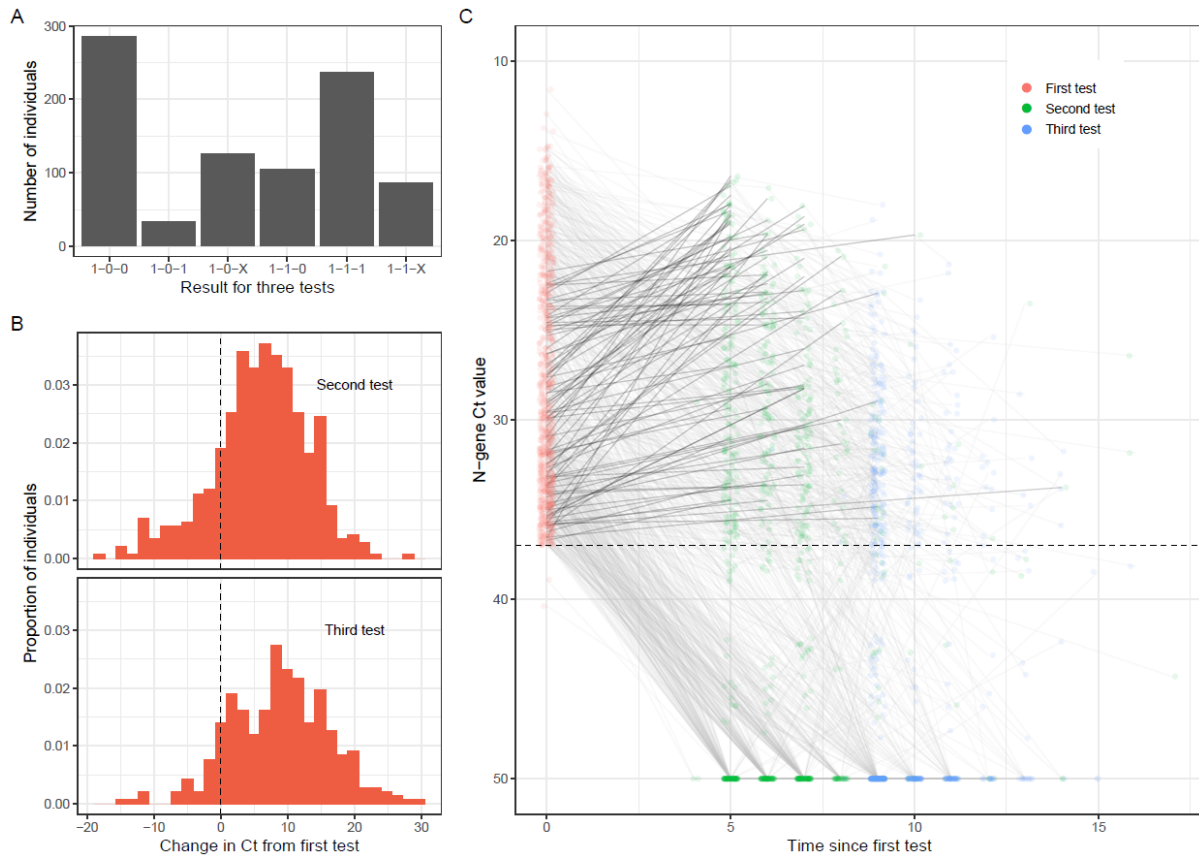 A
300
200
100
0
Number of individuals
1-0-0 1-0-1 1-0-X 1-1-0 1-1-1 1-1-X
Result for three tests
B
Second test
0.03
0.02
0.01
0.00
Third test
0.03
0.02
0.01
0.00
Proportion of individuals
−20 −10 0 10 20 30
Change in Ct from first test
C
10
20
30
40
50
N-gene Ct value
First test
Second test
Third test
0 5 10 15
Time since first test